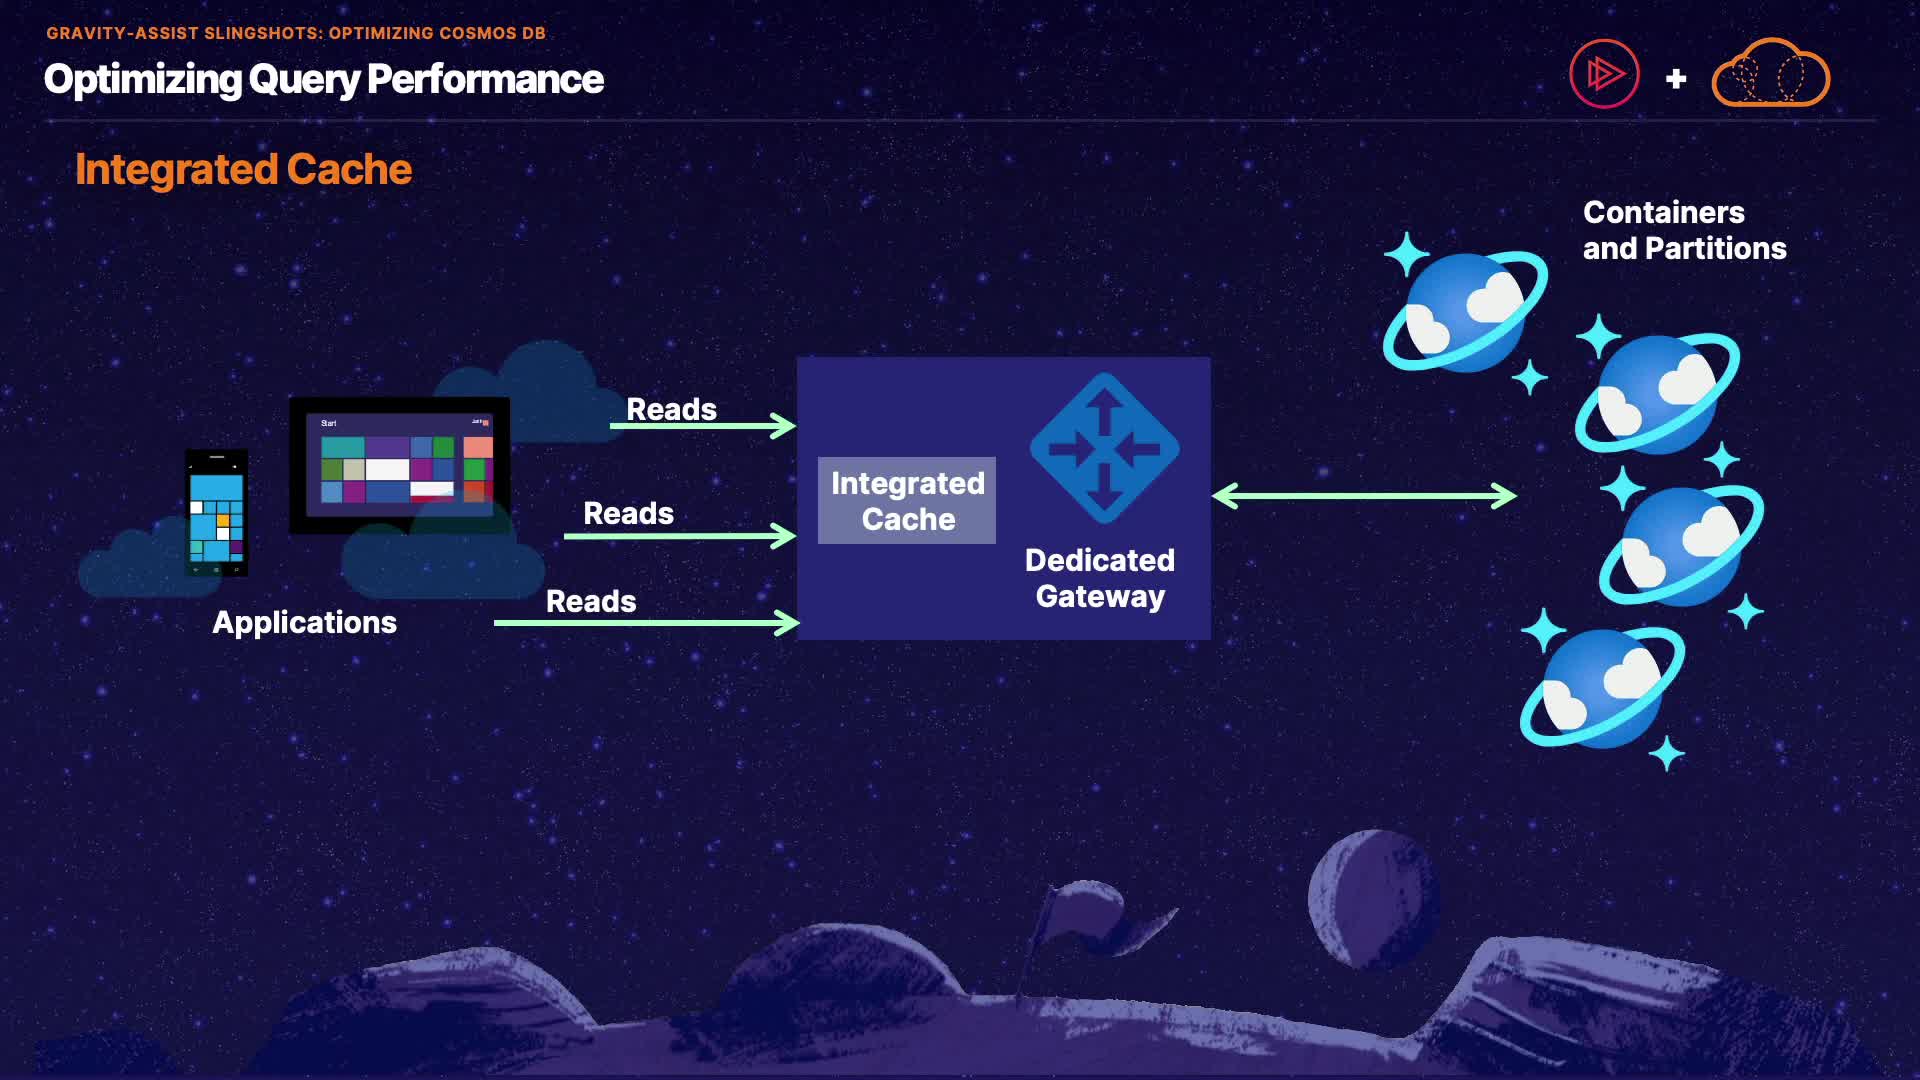 GRAVITY-ASSIST SLINGSHOTS: OPTIMIZING COSMOS DB
Optimizing Query Performance
Integrated Cache
Containers
and Partitions
Start
Reads
Reads
Reads
Integrated
Cache
Dedicated
Gateway
Applications